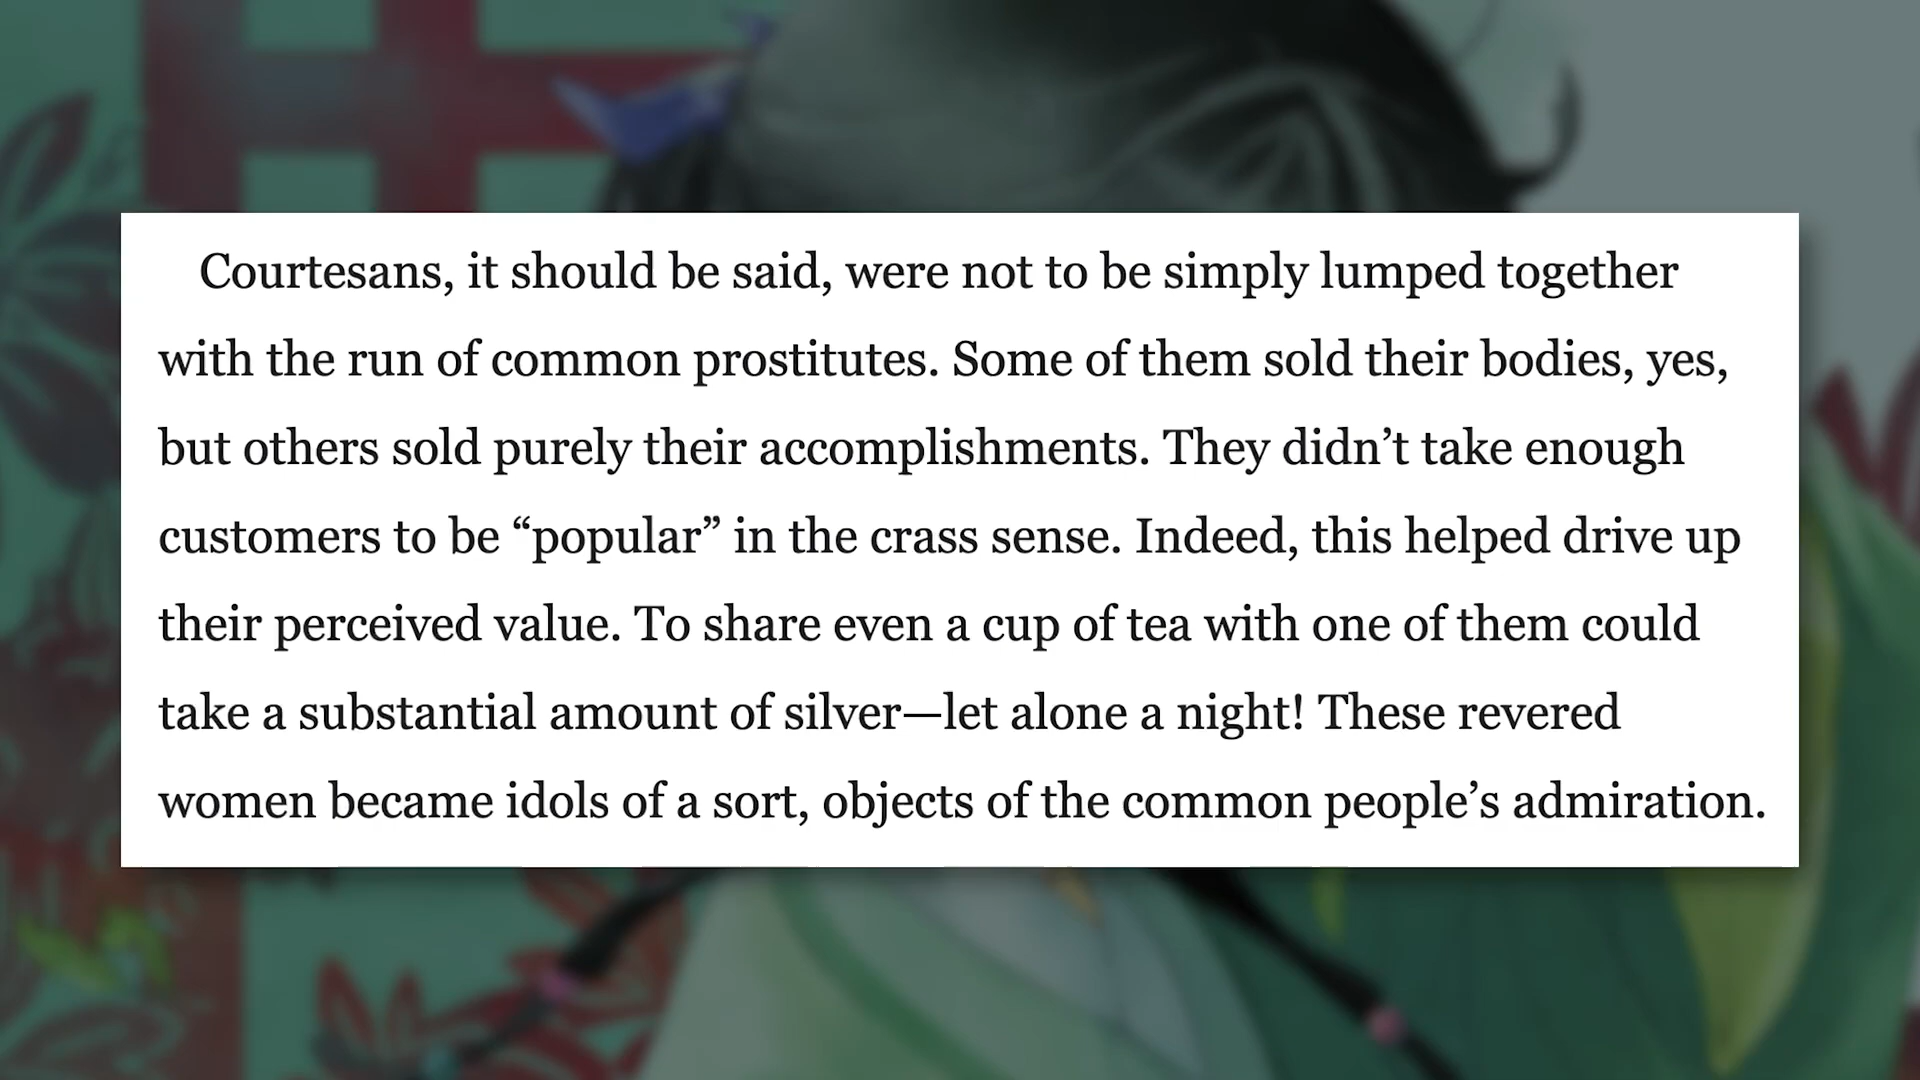 Courtesans, it should be said, were not to be simply lumped together
with the run of common prostitutes. Some of them sold their bodies, yes,
but others sold purely their accomplishments. They didn’t take enough
customers to be “popular” in the crass sense. Indeed, this helped drive up
their perceived value. To share even a cup of tea with one of them could
take a substantial amount of silver—let alone a night! These revered
women became idols of a sort, objects of the common people’s admiration.